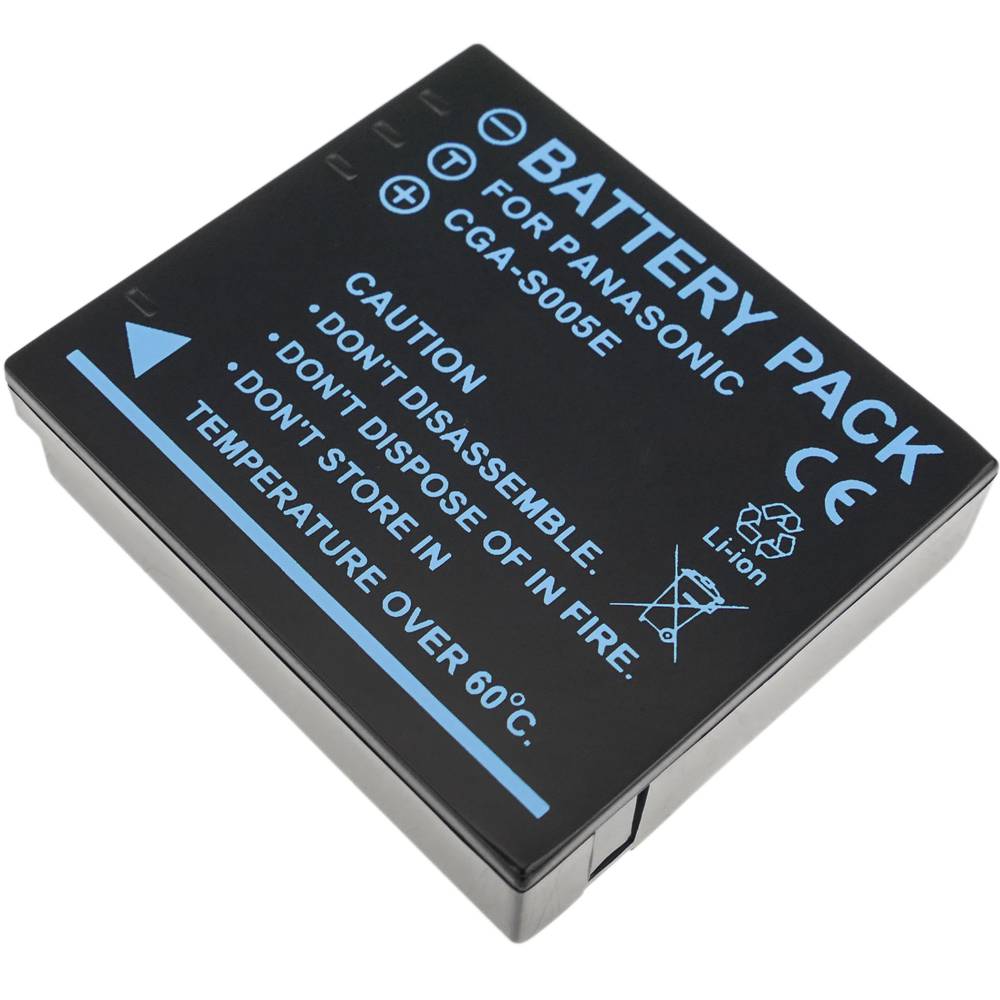 BATTERY PACK
FOR PANASONIC
CGA-S005E
- T +
CE
Li-ion
CAUTION
•DON'T DISASSEMBLE.
•DON'T DISPOSE OF IN FIRE.
•DON'T STORE IN
TEMPERATURE OVER 60°C.